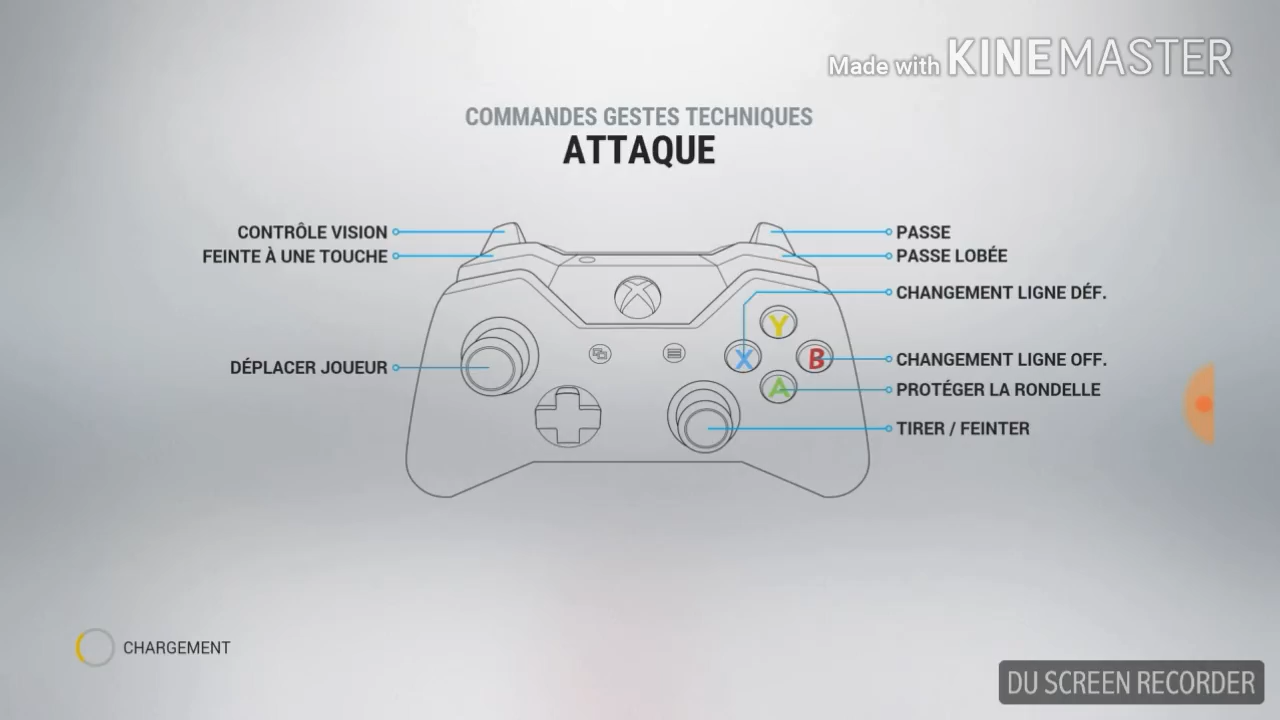 Made with KINEMASTER
COMMANDES GESTES TECHNIQUES
ATTAQUE
CONTRÔLE VISION
FEINTE À UNE TOUCHE
DÉPLACER JOUEUR
PASSE
PASSE LOBÉE
CHANGEMENT LIGNE DÉF.
CHANGEMENT LIGNE OFF.
PROTÉGER LA RONDELLE
TIRER / FEINTER
Y
X
B
A
CHARGEMENT
DU SCREEN RECORDER